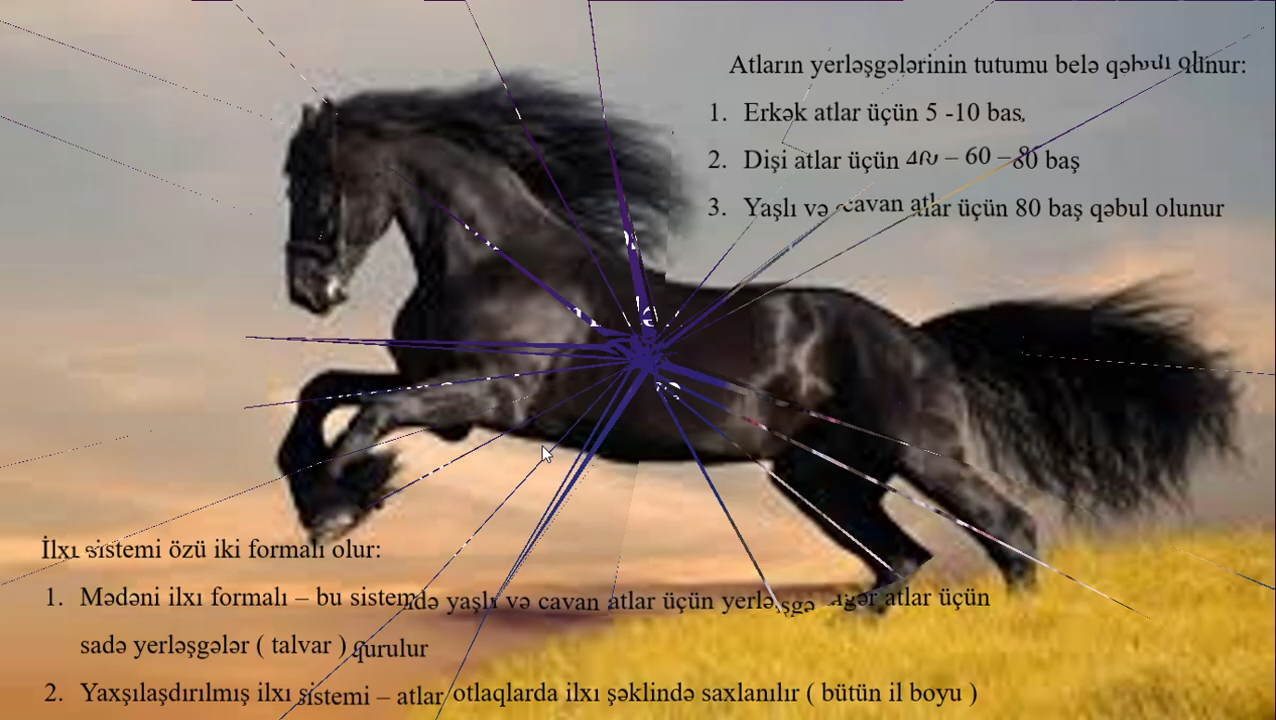 Atların yerləşgələrinin tutumu belə qəbul olunur:
1. Erkək atlar üçün 5 -10 baş,
2. Dişi atlar üçün – 60 – 80 baş
3. Yaşlı və cavan atlar üçün 80 baş qəbul olunur
İlxı sistemi özü iki formalı olur:
1. Mədəni ilxı formalı – bu sistemdə yaşlı və cavan atlar üçün yerləşgə digər atlar üçün
sadə yerləşgələr ( talvar ) qurulur
2. Yaxşılaşdırılmış ilxı sistemi – atlar otlaqlarda ilxı şəklində saxlanılır ( bütün il boyu )